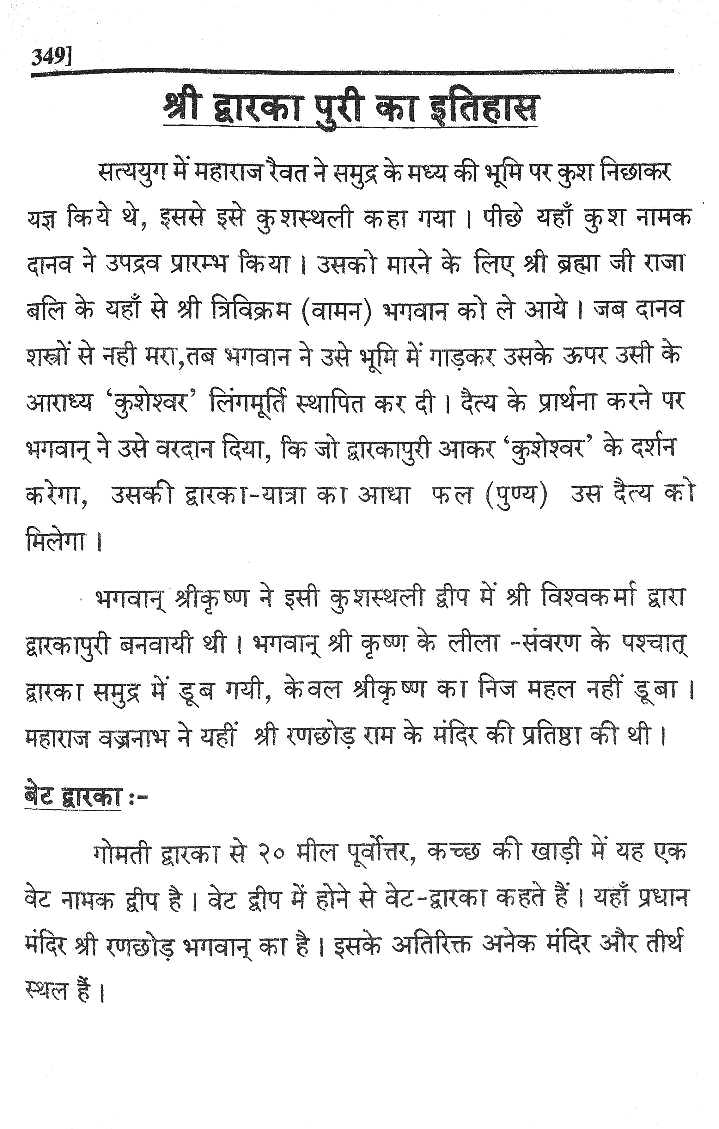 349]
श्री द्वारका पुरी का इतिहास
सत्ययुग में महाराज रैवत ने समुद्र के मध्य की भूमि पर कुश निछाकर
यज्ञ किये थे, इससे इसे कुशस्थली कहा गया । पीछे यहाँ कुश नामक
दानव ने उपद्रव प्रारम्भ किया । उसको मारने के लिए श्री ब्रह्मा जी राजा
बलि के यहाँ से श्री त्रिविक्रम (वामन) भगवान को ले आये । जब दानव
शस्त्रों से नही मरा,तब भगवान ने उसे भूमि में गाड़कर उसके ऊपर उसी के
आराध्य ‘कुशेश्वर’ लिंगमूर्ति स्थापित कर दी । दैत्य के प्रार्थना करने पर
भगवान् ने उसे वरदान दिया, कि जो द्वारकापुरी आकर ‘कुशेश्वर’ के दर्शन
करेगा, उसकी द्वारका-यात्रा का आधा फल (पुण्य) उस दैत्य को
मिलेगा ।
भगवान् श्रीकृष्ण ने इसी कुशस्थली द्वीप में श्री विश्वकर्मा द्वारा
द्वारकापुरी बनवायी थी । भगवान् श्री कृष्ण के लीला -संवरण के पश्चात्
द्वारका समुद्र में डूब गयी, केवल श्रीकृष्ण का निज महल नहीं डूबा ।
महाराज वज्रनाभ ने यहीं श्री रणछोड़ राम के मंदिर की प्रतिष्ठा की थी ।
बेट द्वारका :-
गोमती द्वारका से २० मील पूर्वोत्तर, कच्छ की खाड़ी में यह एक
वेट नामक द्वीप है । वेट द्वीप में होने से वेट-द्वारका कहते हैं । यहाँ प्रधान
मंदिर श्री रणछोड़ भगवान् का है । इसके अतिरिक्त अनेक मंदिर और तीर्थ
स्थल हैं ।